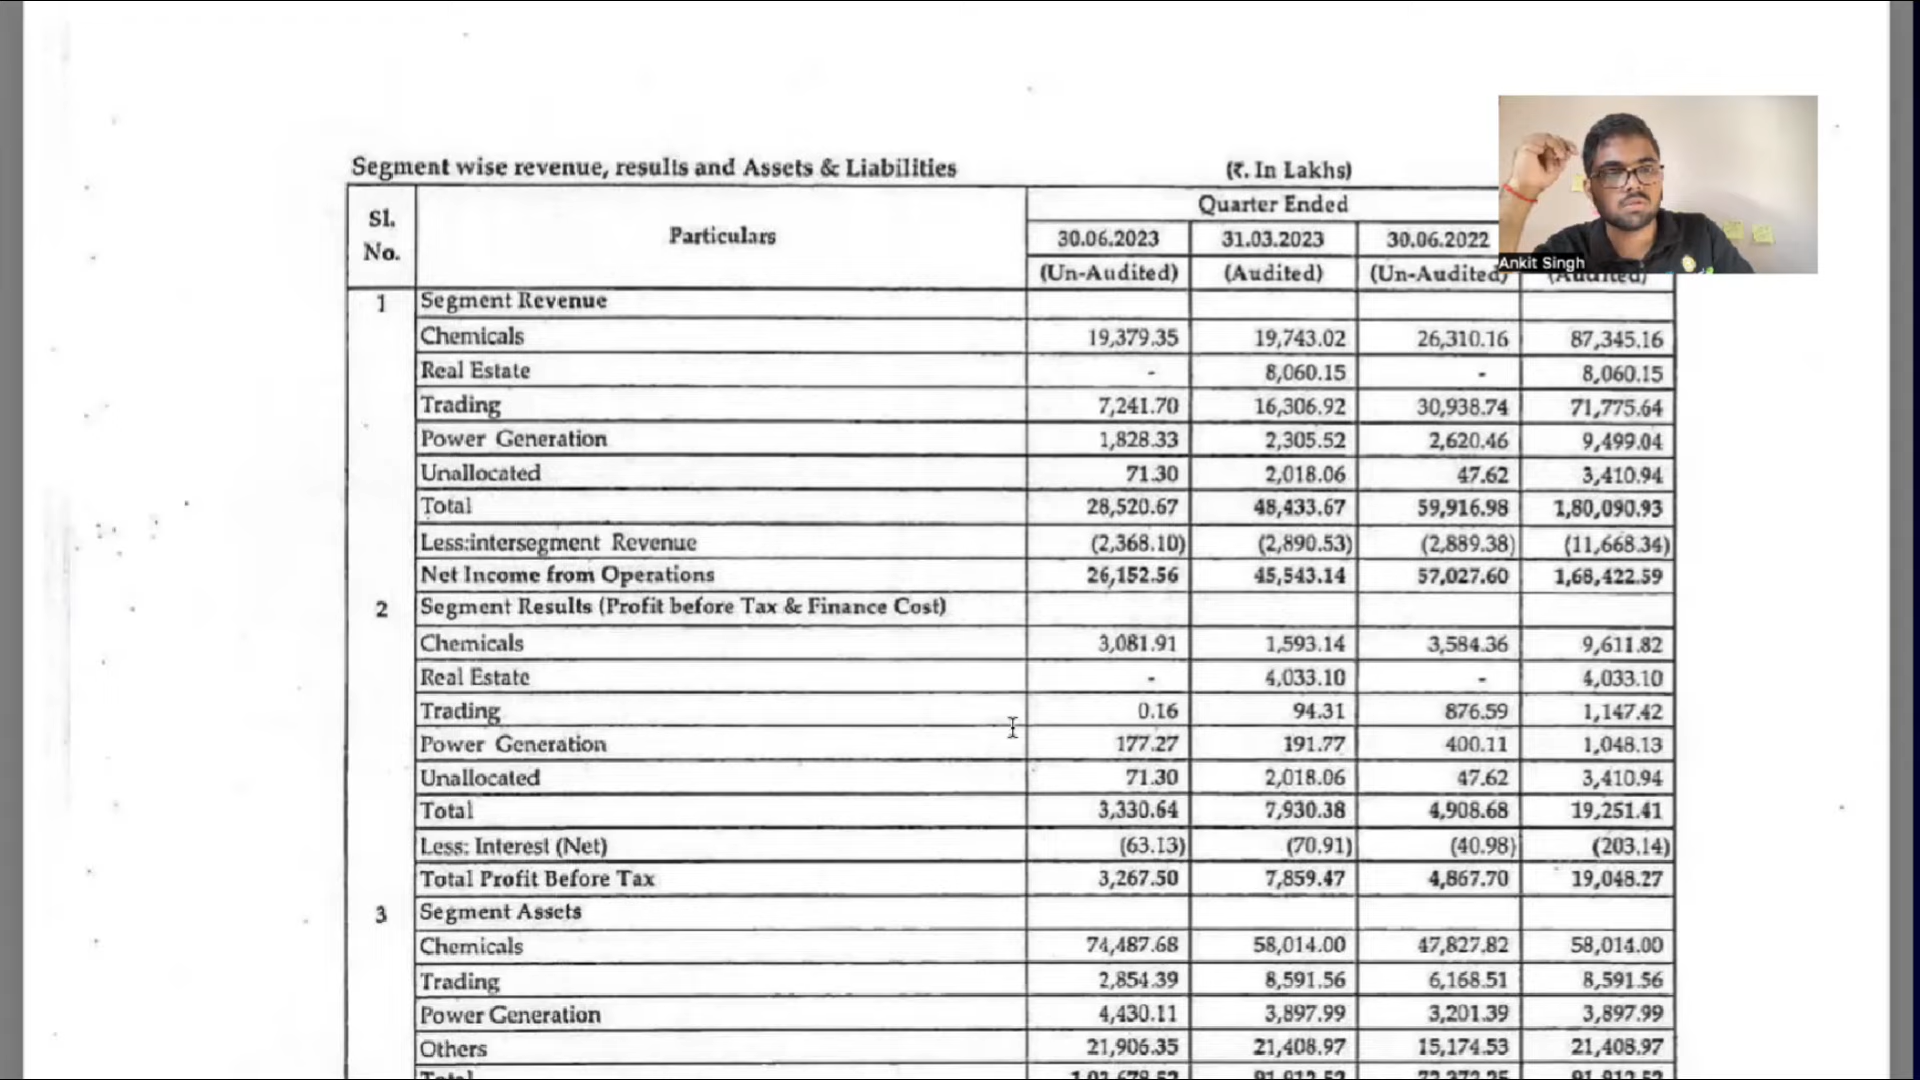 Segment wise revenue, results and Assets & Liabilities (₹. In Lakhs)
Sl. No. Particulars Quarter Ended
30.06.2023 31.03.2023 30.06.2022
(Un-Audited) (Audited) (Un-Audited) (Audited)
Ankit Singh
1 Segment Revenue
Chemicals 19,379.35 19,743.02 26,310.16 87,345.16
Real Estate - 8,060.15 - 8,060.15
Trading 7,241.70 16,306.92 30,938.74 71,775.64
Power Generation 1,828.33 2,305.52 2,620.46 9,499.04
Unallocated 71.30 2,018.06 47.62 3,410.94
Total 28,520.67 48,433.67 59,916.98 1,80,090.93
Less:intersegment Revenue (2,368.10) (2,890.53) (2,889.38) (11,668.34)
Net Income from Operations 26,152.56 45,543.14 57,027.60 1,68,422.59
2 Segment Results (Profit before Tax & Finance Cost)
Chemicals 3,081.91 1,593.14 3,584.36 9,611.82
Real Estate - 4,033.10 - 4,033.10
Trading 0.16 94.31 876.59 1,147.42
Power Generation 177.27 191.77 400.11 1,048.13
Unallocated 71.30 2,018.06 47.62 3,410.94
Total 3,330.64 7,930.38 4,908.68 19,251.41
Less: Interest (Net) (63.13) (70.91) (40.98) (203.14)
Total Profit Before Tax 3,267.50 7,859.47 4,867.70 19,048.27
3 Segment Assets
Chemicals 74,487.68 58,014.00 47,827.82 58,014.00
Trading 2,854.39 8,591.56 6,168.51 8,591.56
Power Generation 4,430.11 3,897.99 3,201.39 3,897.99
Others 21,906.35 21,408.97 15,174.53 21,408.97
Total